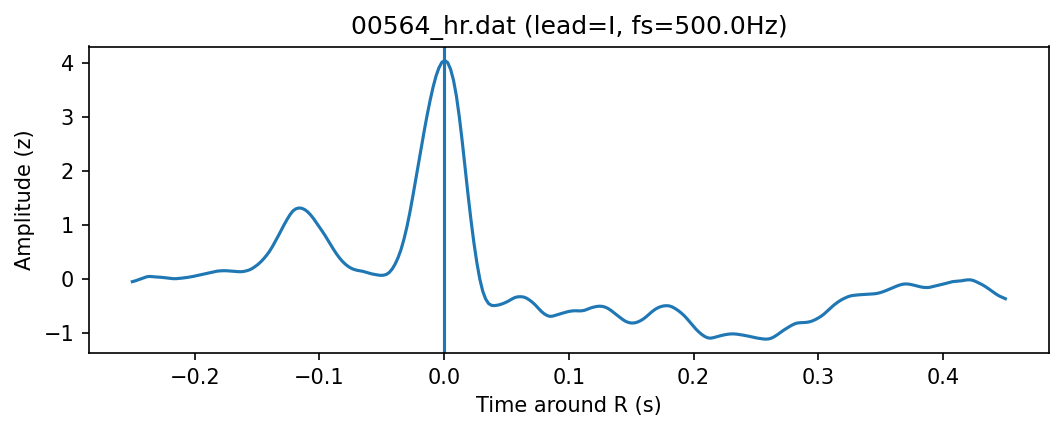 00564_hr.dat (lead=I, fs=500.0Hz)
Amplitude (z)
4
3
2
1
0
−1
−0.2 −0.1 0.0 0.1 0.2 0.3 0.4
Time around R (s)